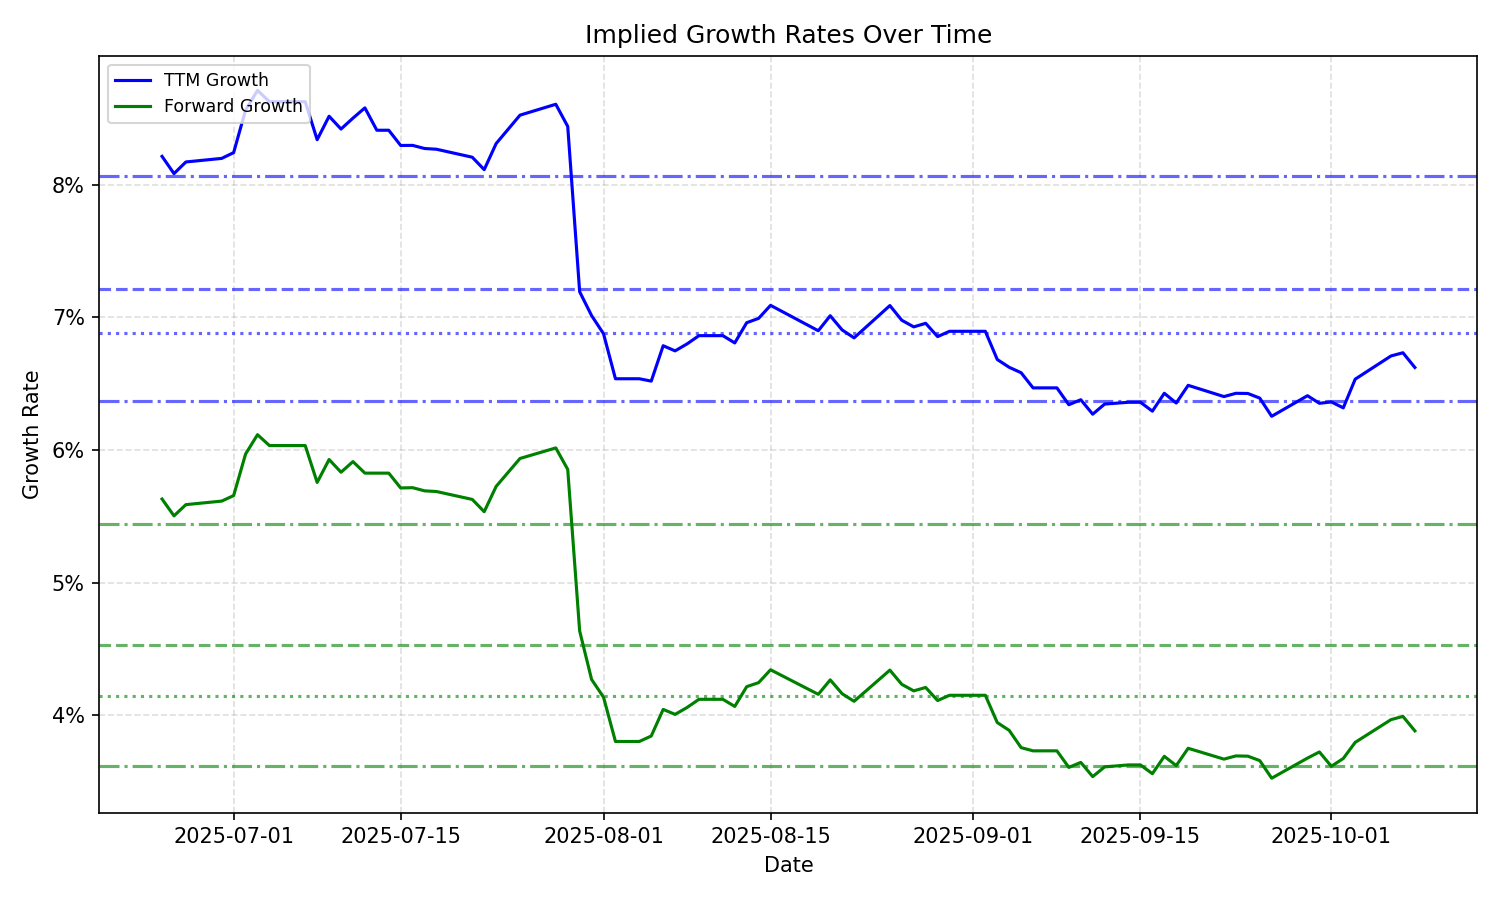 Implied Growth Rates Over Time
TTM Growth
Forward Growth
8%
7%
6%
5%
4%
Growth Rate
2025-07-01
2025-07-15
2025-08-01
2025-08-15
2025-09-01
2025-09-15
2025-10-01
Date